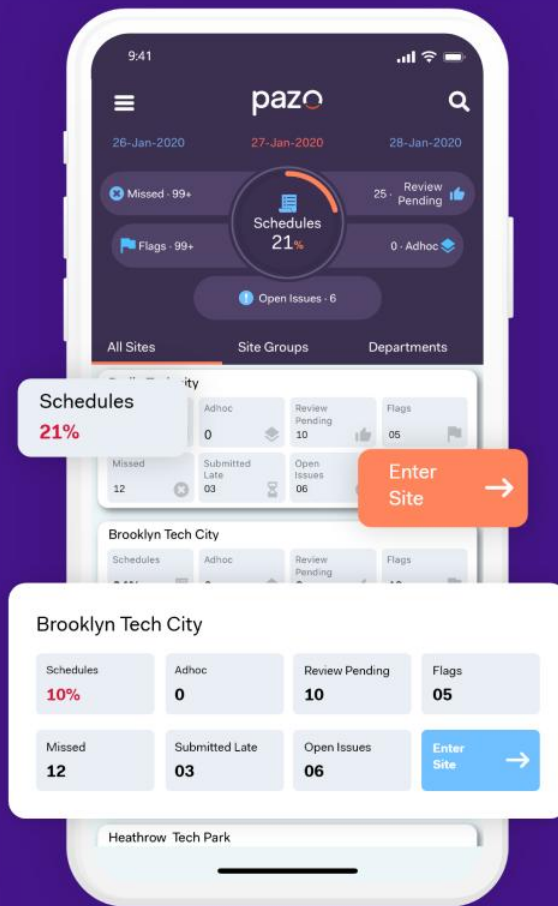 9:41
pazo
26-Jan-2020 27-Jan-2020 28-Jan-2020
Missed - 99+
25 - Review Pending
Schedules
21%
Flags - 99+
0 - Adhoc
Open Issues - 6
All Sites Site Groups Departments
Schedules
21%
Adhoc
0
Review Pending
10
Flags
05
Missed
12
Submitted Late
03
Open Issues
06
Enter Site
Brooklyn Tech City
Schedules Adhoc Review Pending Flags
Brooklyn Tech City
Schedules
10%
Adhoc
0
Review Pending
10
Flags
05
Missed
12
Submitted Late
03
Open Issues
06
Enter Site
Heathrow Tech Park